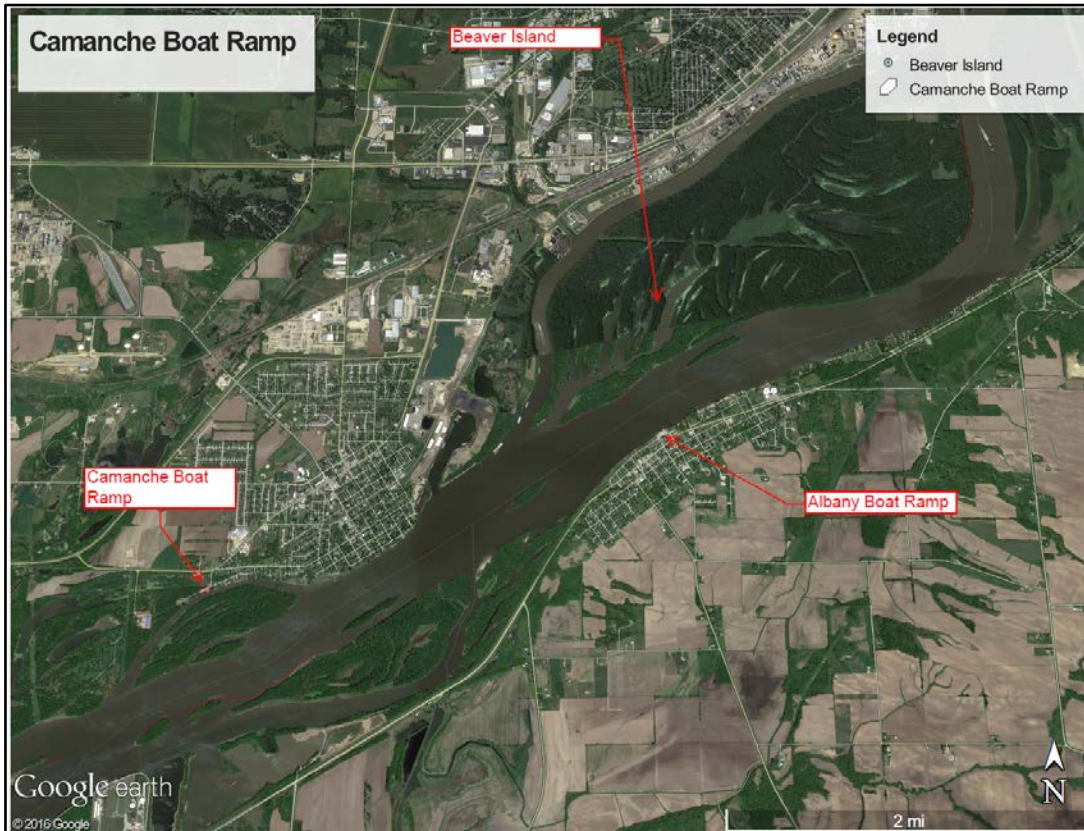 Camanche Boat Ramp
Beaver Island
Legend
Beaver Island
Camanche Boat Ramp
Camanche Boat
Ramp
Albany Boat Ramp
Google earth
© 2016 Google
N
2 mi